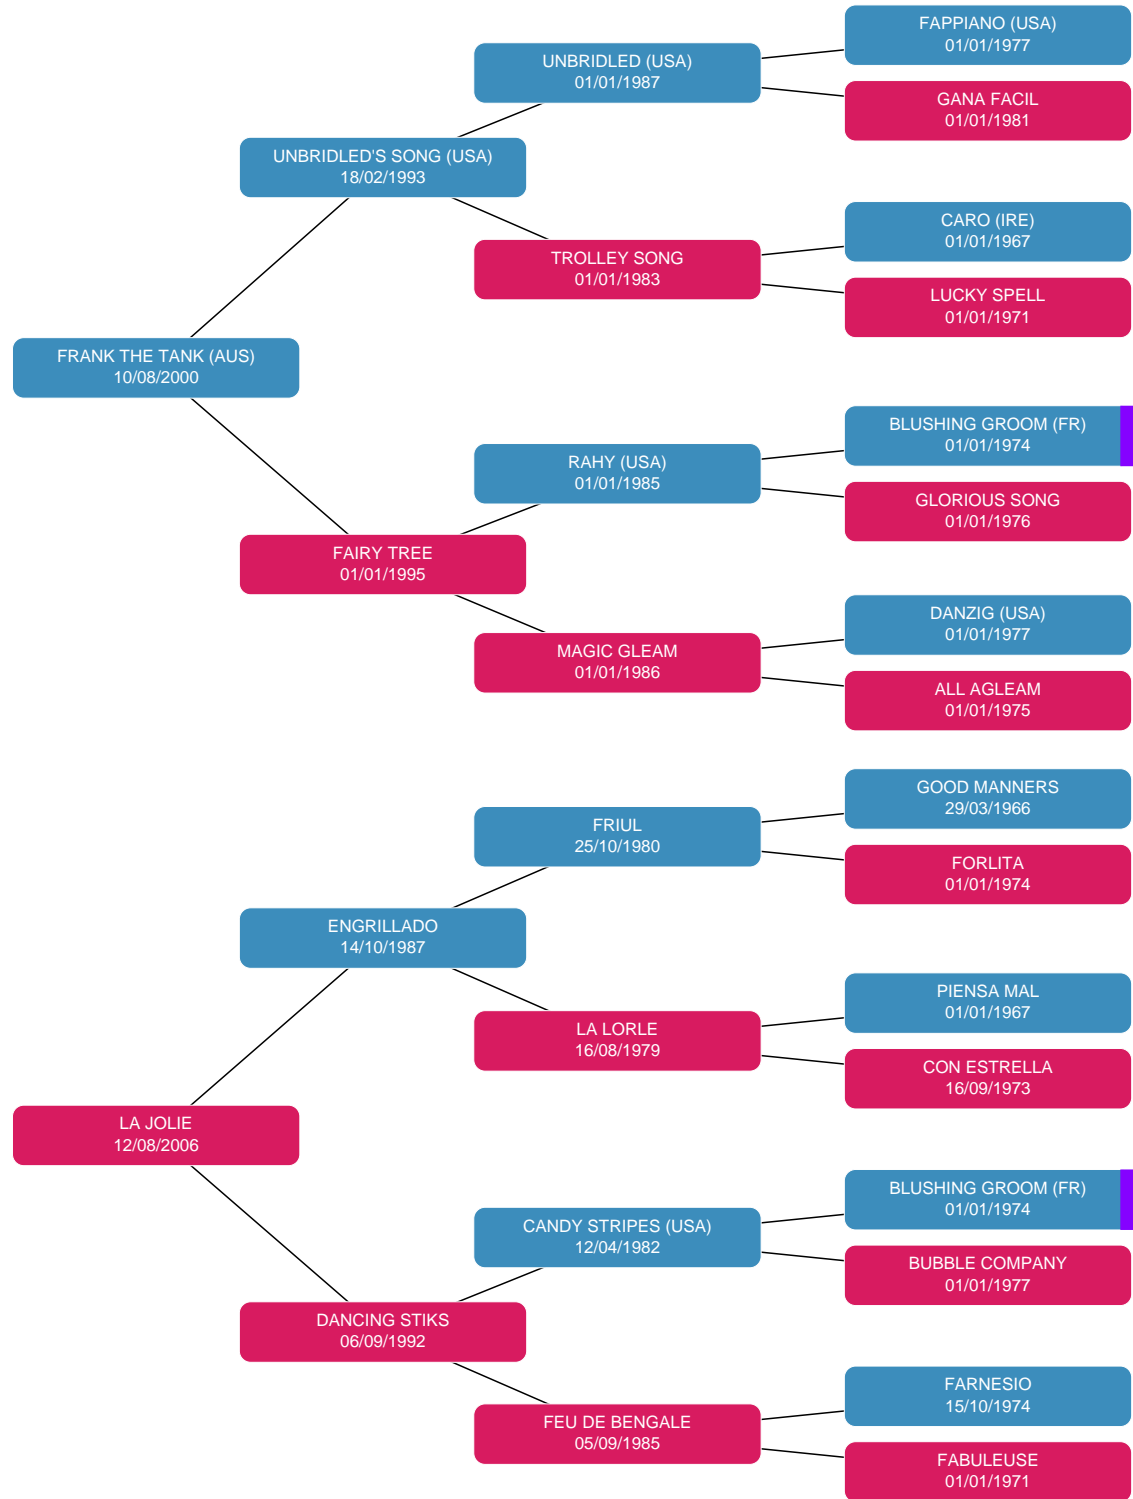 FAPPIANO (USA)
01/01/1977
UNBRIDLED (USA)
01/01/1987
GANA FACIL
01/01/1981
UNBRIDLED'S SONG (USA)
18/02/1993
CARO (IRE)
01/01/1967
TROLLEY SONG
01/01/1983
LUCKY SPELL
01/01/1971
FRANK THE TANK (AUS)
10/08/2000
BLUSHING GROOM (FR)
01/01/1974
RAHY (USA)
01/01/1985
GLORIOUS SONG
01/01/1976
FAIRY TREE
01/01/1995
DANZIG (USA)
01/01/1977
MAGIC GLEAM
01/01/1986
ALL AGLEAM
01/01/1975
GOOD MANNERS
29/03/1966
FRIUL
25/10/1980
FORLITA
01/01/1974
ENGRILLADO
14/10/1987
PIENSA MAL
01/01/1967
LA LORLE
16/08/1979
CON ESTRELLA
16/09/1973
LA JOLIE
12/08/2006
BLUSHING GROOM (FR)
01/01/1974
CANDY STRIPES (USA)
12/04/1982
BUBBLE COMPANY
01/01/1977
DANCING STIKS
06/09/1992
FARNESIO
15/10/1974
FEU DE BENGALE
05/09/1985
FABULEUSE
01/01/1971